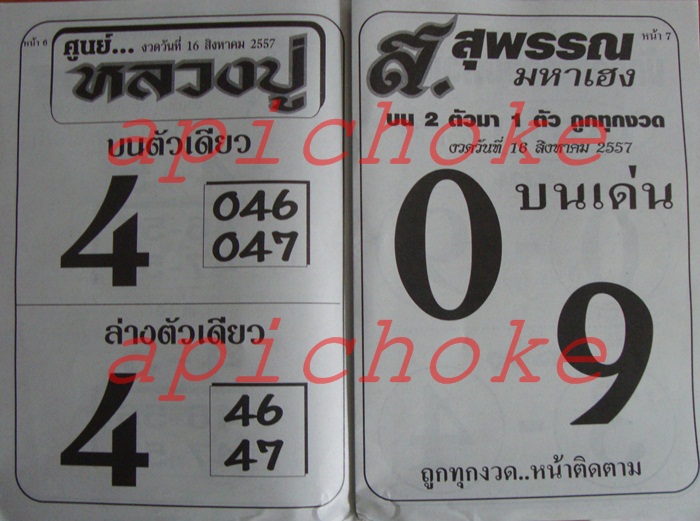 หน้า 6
ศูนย์... งวดวันที่ 16 สิงหาคม 2557
หลวงปู่
บนตัวเดียว
4
046
047
ล่างตัวเดียว
4
46
47
หน้า 7
ส. สุพรรณ
มหาเฮง
บน 2 ตัวมา 1 ตัว ถูกทุกงวด
งวดวันที่ 16 สิงหาคม 2557
0 บนเด่น
9
ถูกทุกงวด..หน้าติดตาม
apichoke
apichoke